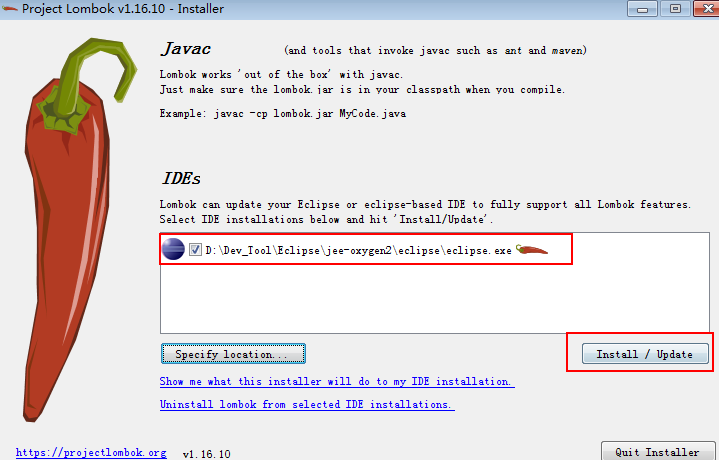 Project Lombok v1.16.10 - Installer
Javac (and tools that invoke javac such as ant and maven)
Lombok works 'out of the box' with javac.
Just make sure the lombok.jar is in your classpath when you compile.
Example: javac -cp lombok.jar MyCode.java
IDEs
Lombok can update your Eclipse or eclipse-based IDE to fully support all Lombok features.
Select IDE installations below and hit 'Install/Update'.
D:\Dev_Tool\Eclipse\jee-oxygen2\eclipse\eclipse.exe
Specify location...
Install / Update
Show me what this installer will do to my IDE installation.
Uninstall lombok from selected IDE installations.
https://projectlombok.org v1.16.10
Quit Installer